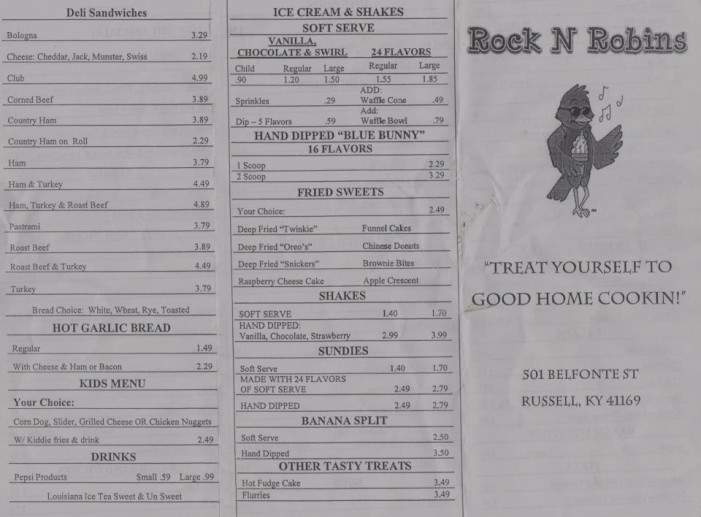 Deli Sandwiches
Bologna 3.29
Cheese: Cheddar, Jack, Munster, Swiss 2.19
Club 4.99
Corned Beef 3.89
Country Ham 3.89
Country Ham on Roll 2.29
Ham 3.79
Ham & Turkey 4.49
Ham, Turkey & Roast Beef 4.89
Pastrami 3.79
Roast Beef 3.89
Roast Beef & Turkey 4.49
Turkey 3.79
Bread Choice: White, Wheat, Rye, Toasted
HOT GARLIC BREAD
Regular 1.49
With Cheese & Ham or Bacon 2.29
KIDS MENU
Your Choice:
Corn Dog, Slider, Grilled Cheese OR Chicken Nuggets
W/ Kiddie fries & drink 2.49
DRINKS
Pepsi Products Small .59 Large .99
Louisiana Ice Tea Sweet & Un Sweet
ICE CREAM & SHAKES
SOFT SERVE
VANILLA,
CHOCOLATE & SWIRL 24 FLAVORS
Child Regular Large Regular Large
.90 1.20 1.50 1.55 1.85
ADD:
Sprinkles .29 Waffle Cone .49
Add:
Dip – 5 Flavors .59 Waffle Bowl .79
HAND DIPPED "BLUE BUNNY"
16 FLAVORS
1 Scoop 2.29
2 Scoop 3.29
FRIED SWEETS
Your Choice: 2.49
Deep Fried "Twinkie" Funnel Cakes
Deep Fried "Oreo's" Chinese Donuts
Deep Fried "Snickers" Brownie Bites
Raspberry Cheese Cake Apple Crescent
SHAKES
SOFT SERVE 1.40 1.70
HAND DIPPED:
Vanilla, Chocolate, Strawberry 2.99 3.99
SUNDIES
Soft Serve 1.40 1.70
MADE WITH 24 FLAVORS
OF SOFT SERVE 2.49 2.79
HAND DIPPED 2.49 2.79
BANANA SPLIT
Soft Serve 2.50
Hand Dipped 3.50
OTHER TASTY TREATS
Hot Fudge Cake 3.49
Flurries 3.49
Rock N Robins
"TREAT YOURSELF TO
GOOD HOME COOKIN!"
501 BELFONTE ST
RUSSELL, KY 41169